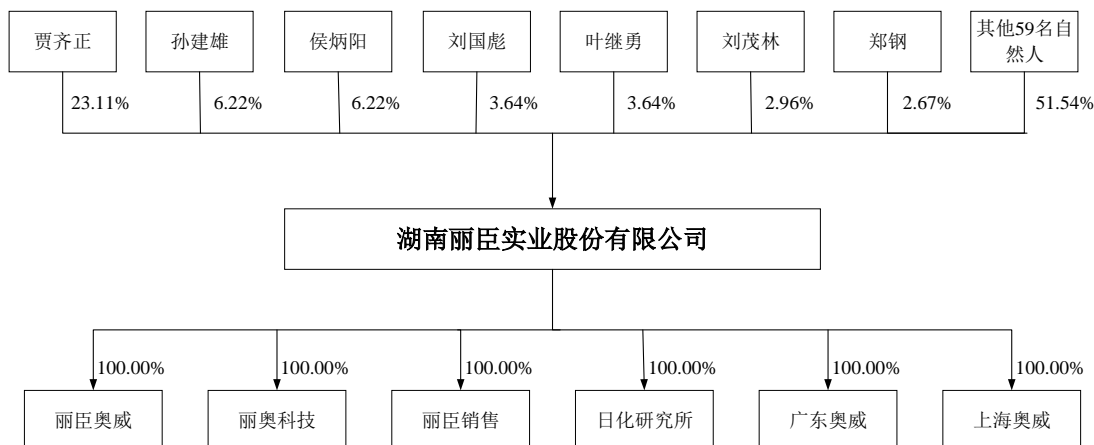 贾齐正
孙建雄
侯炳阳
刘国彪
叶继勇
刘茂林
郑钢
其他59名自
然人
23.11%
6.22%
6.22%
3.64%
3.64%
2.96%
2.67%
51.54%
湖南丽臣实业股份有限公司
100.00%
100.00%
100.00%
100.00%
100.00%
100.00%
丽臣奥威
丽奥科技
丽臣销售
日化研究所
广东奥威
上海奥威